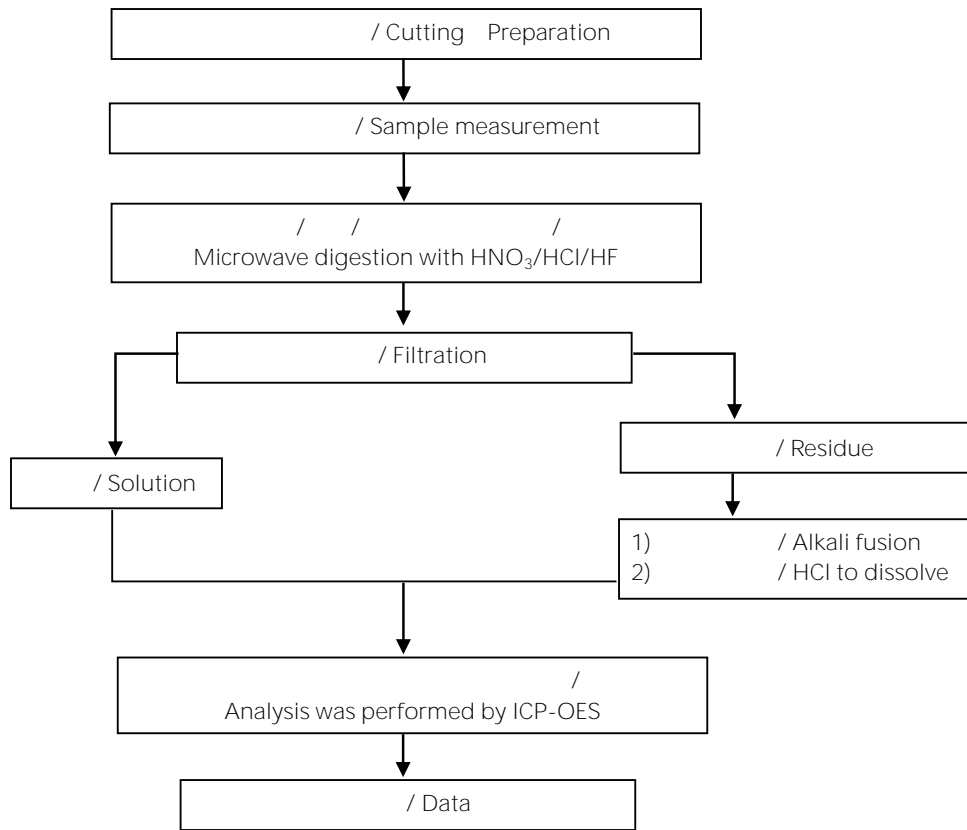 / Cutting Preparation
/ Sample measurement
/ / /
Microwave digestion with HNO₃/HCl/HF
/ Filtration
/ Residue
/ Solution
1) / Alkali fusion
2) / HCl to dissolve
/
Analysis was performed by ICP-OES
/ Data